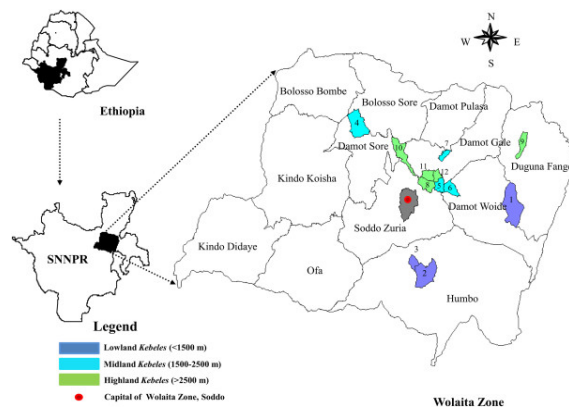 N
W E
S
Ethiopia
Bolosso Bombe
Bolosso Sore
Damot Pulasa
4
7
9
10
Damot Sore
Damot Gale
Duguna Fango
11
12
8
5
6
Kindo Koisha
Damot Woide
1
Soddo Zuria
SNNPR
Kindo Didaye
Ofa
3
2
Humbo
Legend
Lowland Kebeles (<1500 m)
Midland Kebeles (1500-2500 m)
Highland Kebeles (>2500 m)
Capital of Wolaita Zone, Soddo
Wolaita Zone